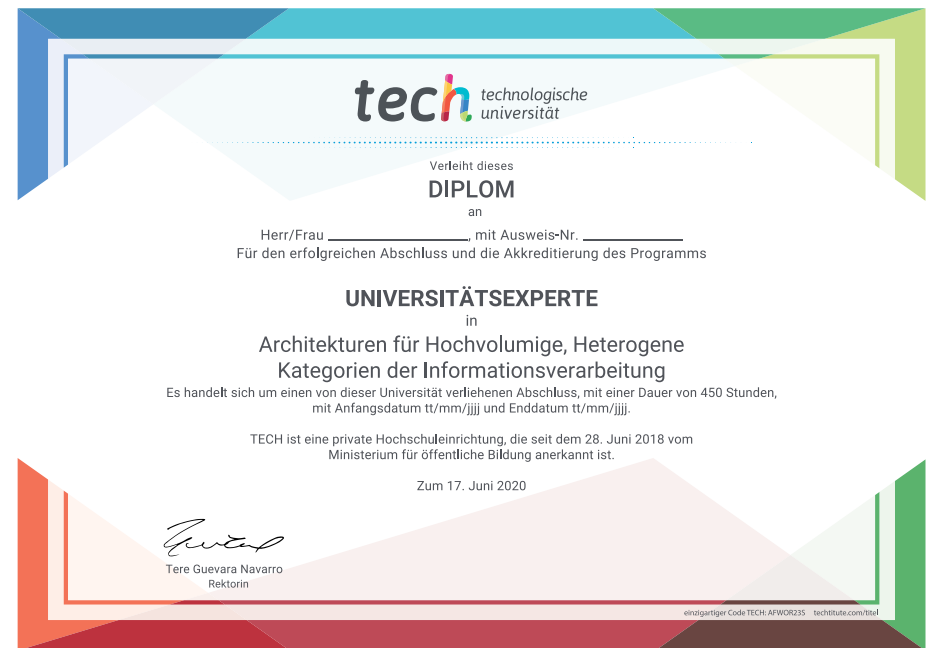 tech technologische
universität
Verleiht dieses
DIPLOM
an
Herr/Frau ___________________, mit Ausweis-Nr. ______________
Für den erfolgreichen Abschluss und die Akkreditierung des Programms
UNIVERSITÄTSEXPERTE
in
Architekturen für Hochvolumige, Heterogene
Kategorien der Informationsverarbeitung
Es handelt sich um einen von dieser Universität verliehenen Abschluss, mit einer Dauer von 450 Stunden,
mit Anfangsdatum tt/mm/jjjj und Enddatum tt/mm/jjjj.
TECH ist eine private Hochschuleinrichtung, die seit dem 28. Juni 2018 vom
Ministerium für öffentliche Bildung anerkannt ist.
Zum 17. Juni 2020
Tere Guevara Navarro
Rektorin
einzigartiger Code TECH: AFWOR235 techtitute.com/titel